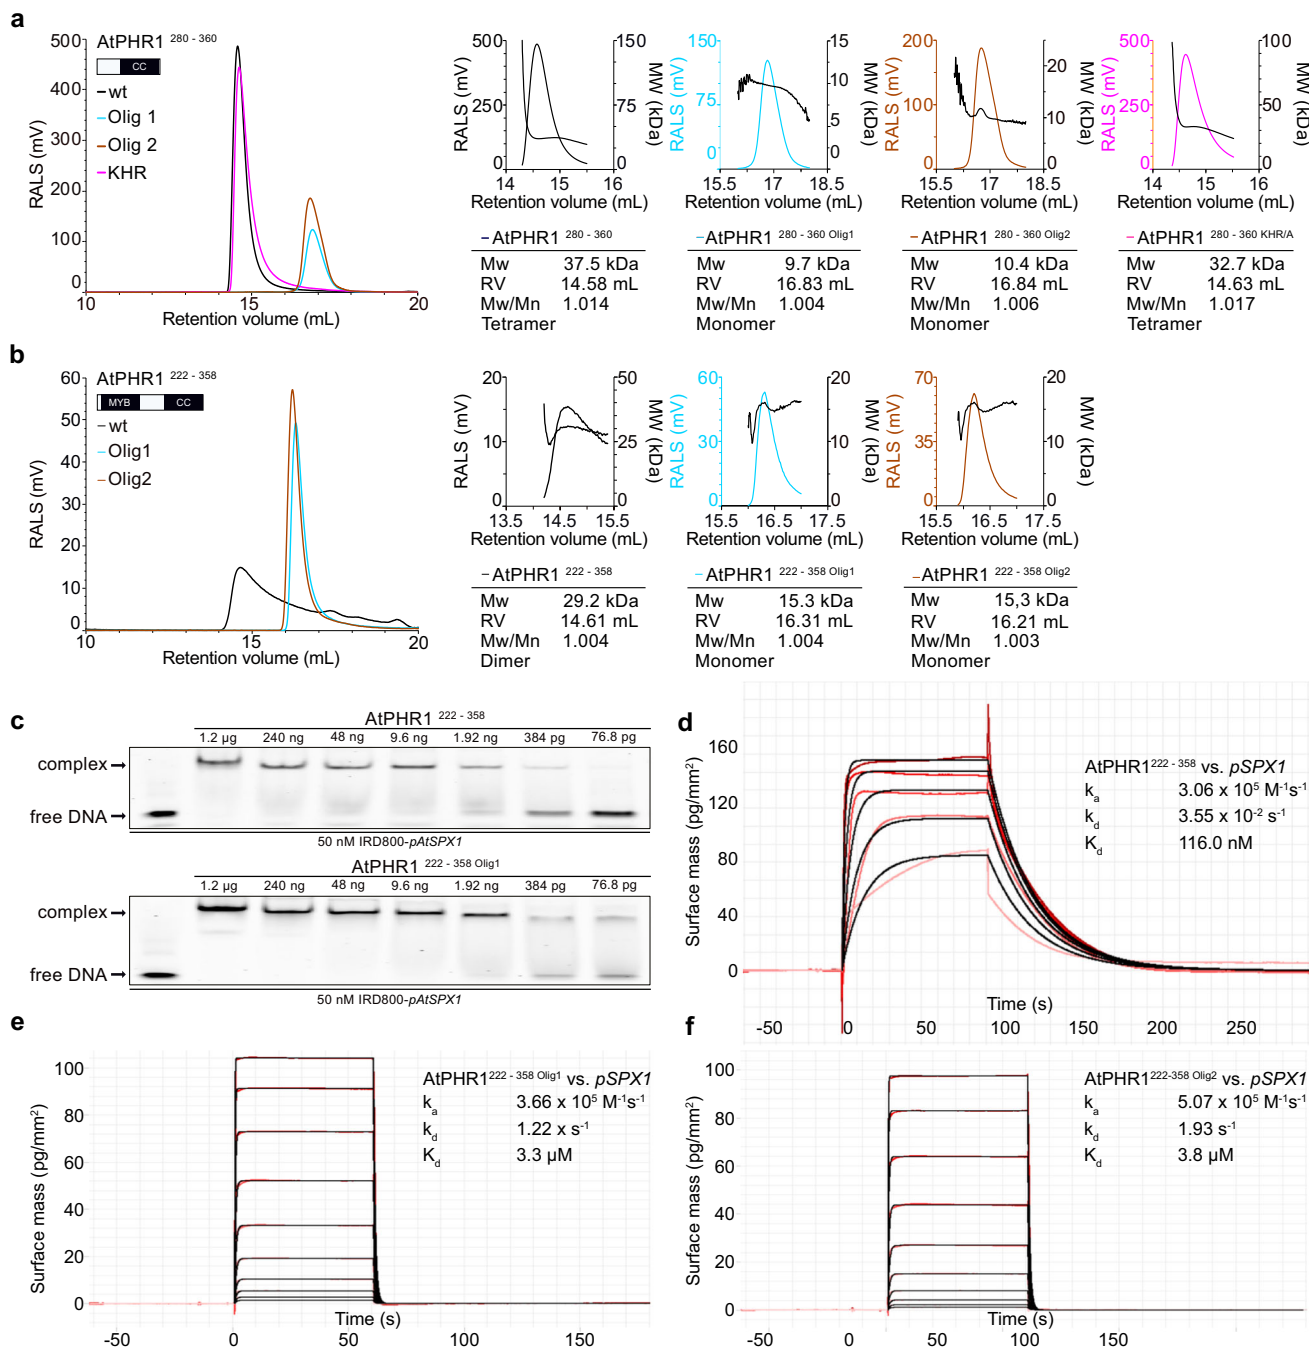 a
AtPHR1 280 - 360
CC
wt
Olig 1
Olig 2
KHR
RALS (mV)
500
400
300
200
100
0
10 15 20
Retention volume (mL)
RALS (mV)
500
250
0
150
75
0
MW (kDa)
14 15 16
Retention volume (mL)
AtPHR1 280 - 360
Mw 37.5 kDa
RV 14.58 mL
Mw/Mn 1.014
Tetramer
RALS (mV)
150
75
0
15
10
5
0
MW (kDa)
15.5 17 18.5
Retention volume (mL)
AtPHR1 280 - 360 Olig1
Mw 9.7 kDa
RV 16.83 mL
Mw/Mn 1.004
Monomer
RALS (mV)
200
100
0
20
10
0
MW (kDa)
15.5 17 18.5
Retention volume (mL)
AtPHR1 280 - 360 Olig2
Mw 10.4 kDa
RV 16.84 mL
Mw/Mn 1.006
Monomer
RALS (mV)
500
250
0
100
50
0
MW (kDa)
14 15 16
Retention volume (mL)
AtPHR1 280 - 360 KHR/A
Mw 32.7 kDa
RV 14.63 mL
Mw/Mn 1.017
Tetramer
b
AtPHR1 222 - 358
MYB CC
wt
Olig1
Olig2
RALS (mV)
60
50
40
30
20
10
0
10 15 20
Retention volume (mL)
RALS (mV)
20
10
0
50
25
0
MW (kDa)
13.5 14.5 15.5
Retention volume (mL)
AtPHR1 222 - 358
Mw 29.2 kDa
RV 14.61 mL
Mw/Mn 1.004
Dimer
RALS (mV)
60
30
0
20
10
0
MW (kDa)
15.5 16.5 17.5
Retention volume (mL)
AtPHR1 222 - 358 Olig1
Mw 15.3 kDa
RV 16.31 mL
Mw/Mn 1.004
Monomer
RALS (mV)
70
35
0
20
10
0
MW (kDa)
15.5 16.5 17.5
Retention volume (mL)
AtPHR1 222 - 358 Olig2
Mw 15,3 kDa
RV 16.21 mL
Mw/Mn 1.003
Monomer
c
AtPHR1 222 - 358
1.2 µg 240 ng 48 ng 9.6 ng 1.92 ng 384 pg 76.8 pg
complex
free DNA
50 nM IRD800-pAtSPX1
AtPHR1 222 - 358 Olig1
1.2 µg 240 ng 48 ng 9.6 ng 1.92 ng 384 pg 76.8 pg
complex
free DNA
50 nM IRD800-pAtSPX1
d
Surface mass (pg/mm²)
160
120
80
40
0
AtPHR1 222 - 358 vs. pSPX1
ka 3.06 x 10⁵ M⁻¹s⁻¹
kd 3.55 x 10⁻² s⁻¹
Kd 116.0 nM
Time (s)
-50 0 50 100 150 200 250
e
Surface mass (pg/mm²)
100
80
60
40
20
0
AtPHR1 222 - 358 Olig1 vs. pSPX1
ka 3.66 x 10⁵ M⁻¹s⁻¹
kd 1.22 x s⁻¹
Kd 3.3 µM
Time (s)
-50 0 50 100 150
f
Surface mass (pg/mm²)
100
80
60
40
20
0
AtPHR1 222-358 Olig2 vs. pSPX1
ka 5.07 x 10⁵ M⁻¹s⁻¹
kd 1.93 s⁻¹
Kd 3.8 µM
Time (s)
-50 0 50 100 150